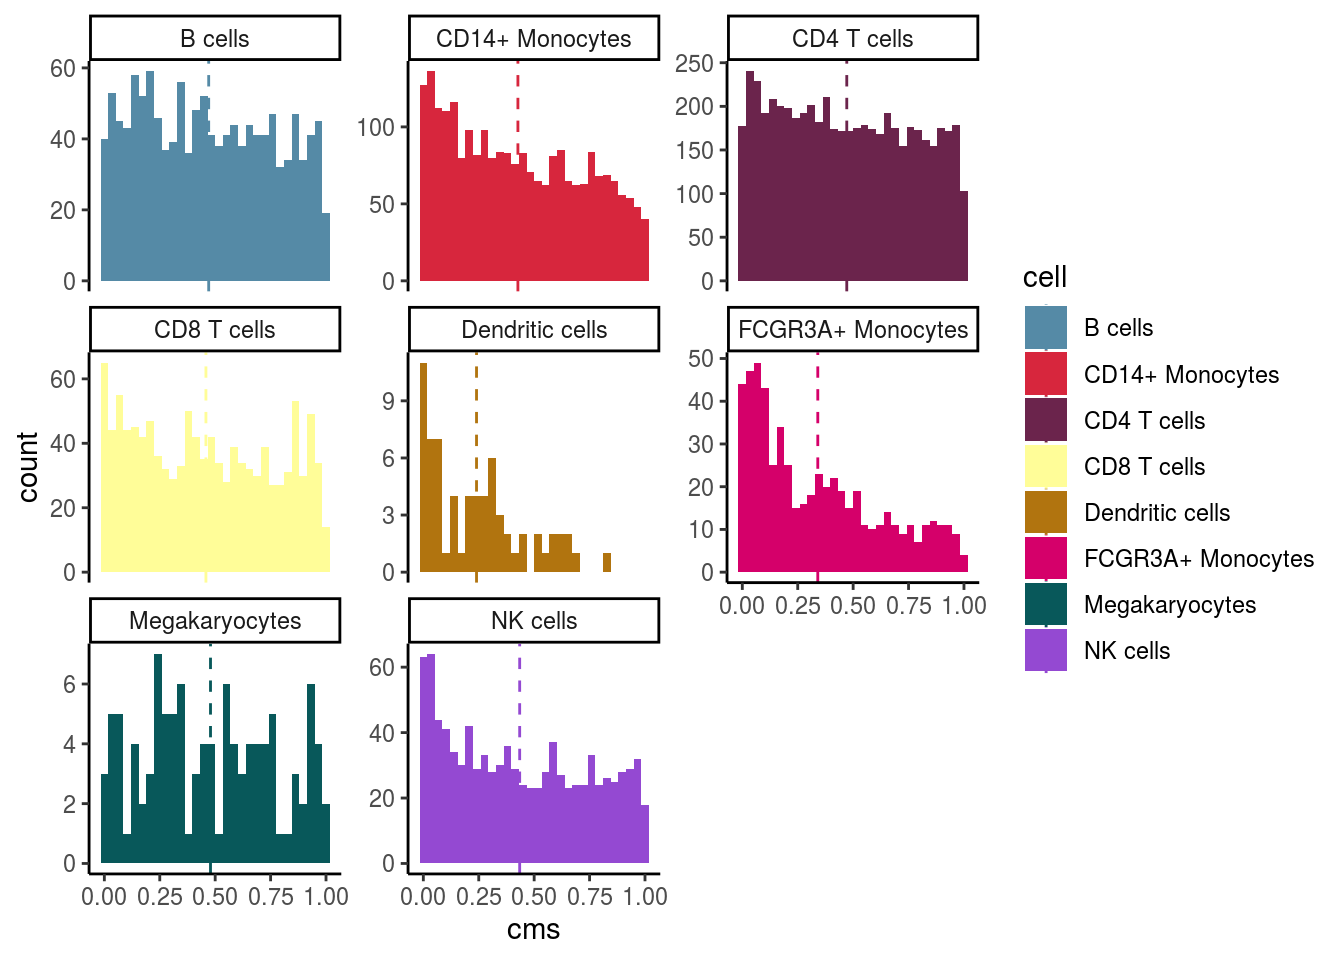 B cells
CD14+ Monocytes
CD4 T cells
60
40
20
0
100
50
0
250
200
150
100
50
0
CD8 T cells
Dendritic cells
FCGR3A+ Monocytes
60
40
20
0
9
6
3
0
50
40
30
20
10
0
0.00 0.25 0.50 0.75 1.00
Megakaryocytes
NK cells
6
4
2
0
60
40
20
0
0.00 0.25 0.50 0.75 1.00
0.00 0.25 0.50 0.75 1.00
count
cms
cell
B cells
CD14+ Monocytes
CD4 T cells
CD8 T cells
Dendritic cells
FCGR3A+ Monocytes
Megakaryocytes
NK cells